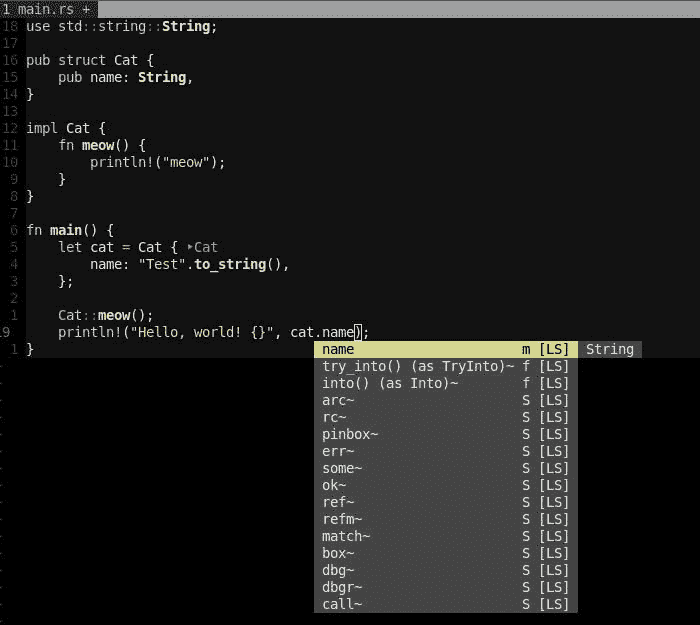 1 main.rs +
18 use std::string::String;
17
16 pub struct Cat {
15     pub name: String,
14 }
13
12 impl Cat {
11     fn meow() {
10         println!("meow");
9     }
8 }
7
6 fn main() {
5     let cat = Cat { ▸Cat
4         name: "Test".to_string(),
3     };
2
1     Cat::meow();
9     println!("Hello, world! {}", cat.name);
1 }
name m [LS] String
try_into() (as TryInto)~ f [LS]
into() (as Into)~ f [LS]
arc~ S [LS]
rc~ S [LS]
pinbox~ S [LS]
err~ S [LS]
some~ S [LS]
ok~ S [LS]
ref~ S [LS]
refm~ S [LS]
match~ S [LS]
box~ S [LS]
dbg~ S [LS]
dbgr~ S [LS]
call~ S [LS]